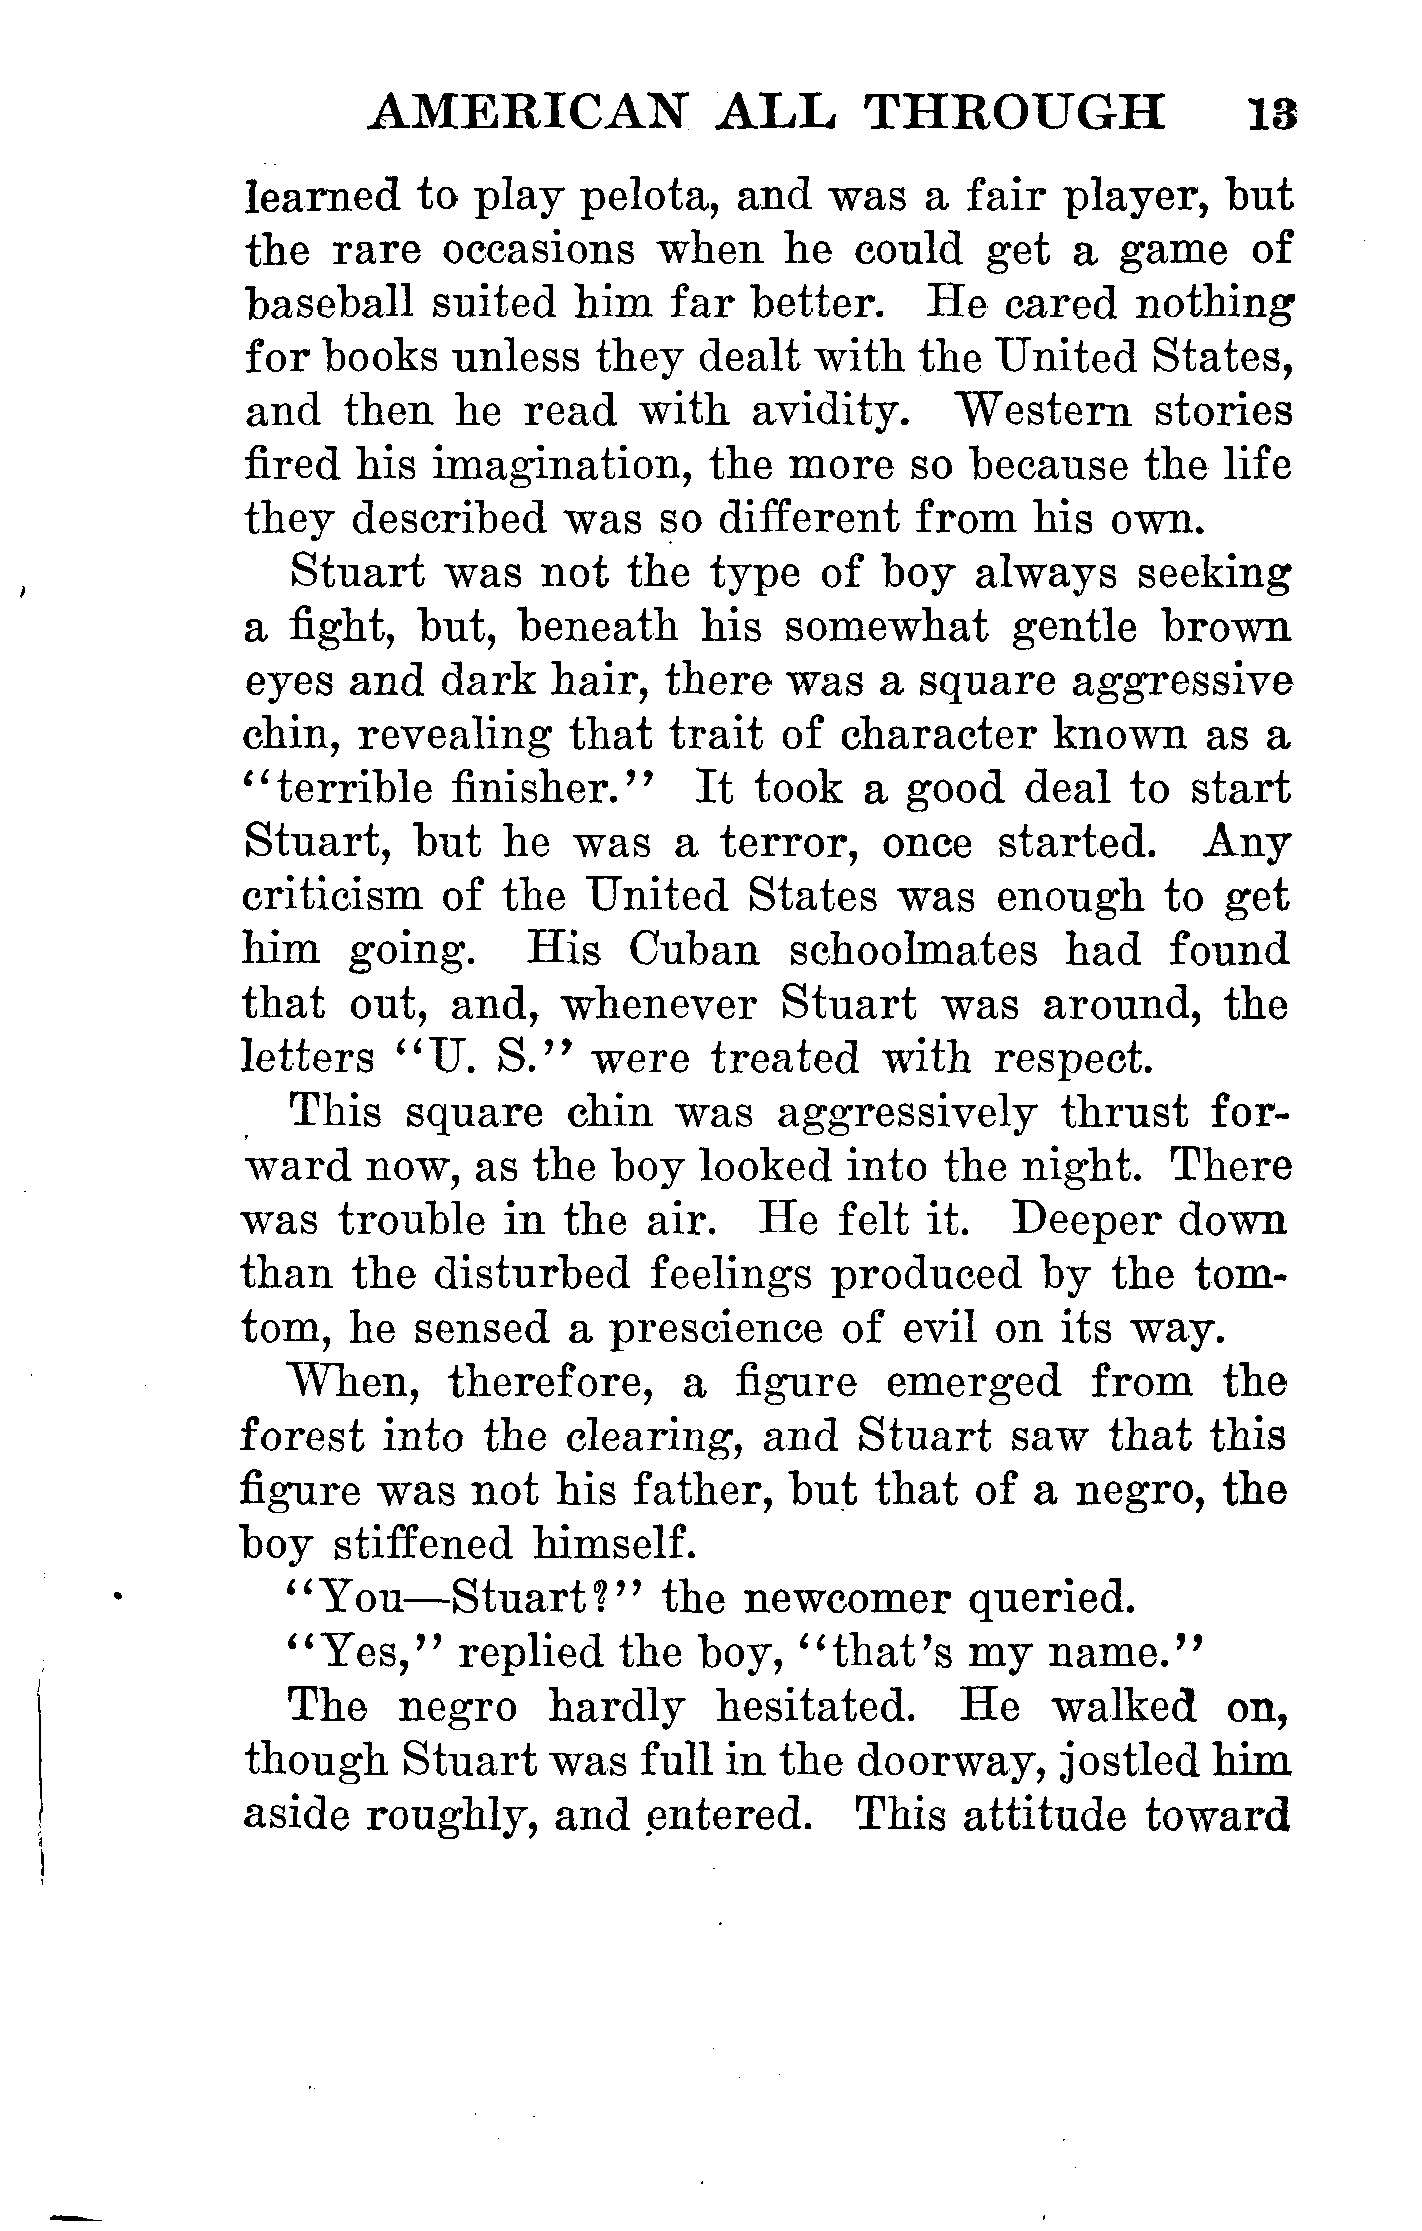 AMERICAN ALL THROUGH 13
learned to play pelota, and was a fair player, but
the rare occasions when he could get a game of
baseball suited him far better. He cared nothing
for books unless they dealt with the United States,
and then he read with avidity. Western stories
fired his imagination, the more so because the life
they described was so different from his own.
Stuart was not the type of boy always seeking
a fight, but, beneath his somewhat gentle brown
eyes and dark hair, there was a square aggressive
chin, revealing that trait of character known as a
"terrible finisher." It took a good deal to start
Stuart, but he was a terror, once started. Any
criticism of the United States was enough to get
him going. His Cuban schoolmates had found
that out, and, whenever Stuart was around, the
letters "U. S." were treated with respect.
This square chin was aggressively thrust for-
ward now, as the boy looked into the night. There
was trouble in the air. He felt it. Deeper down
than the disturbed feelings produced by the tom-
tom, he sensed a prescience of evil on its way.
When, therefore, a figure emerged from the
forest into the clearing, and Stuart saw that this
figure was not his father, but that of a negro, the
boy stiffened himself.
"You—Stuart?" the newcomer queried.
"Yes," replied the boy, "that's my name."
The negro hardly hesitated. He walked on,
though Stuart was full in the doorway, jostled him
aside roughly, and entered. This attitude toward